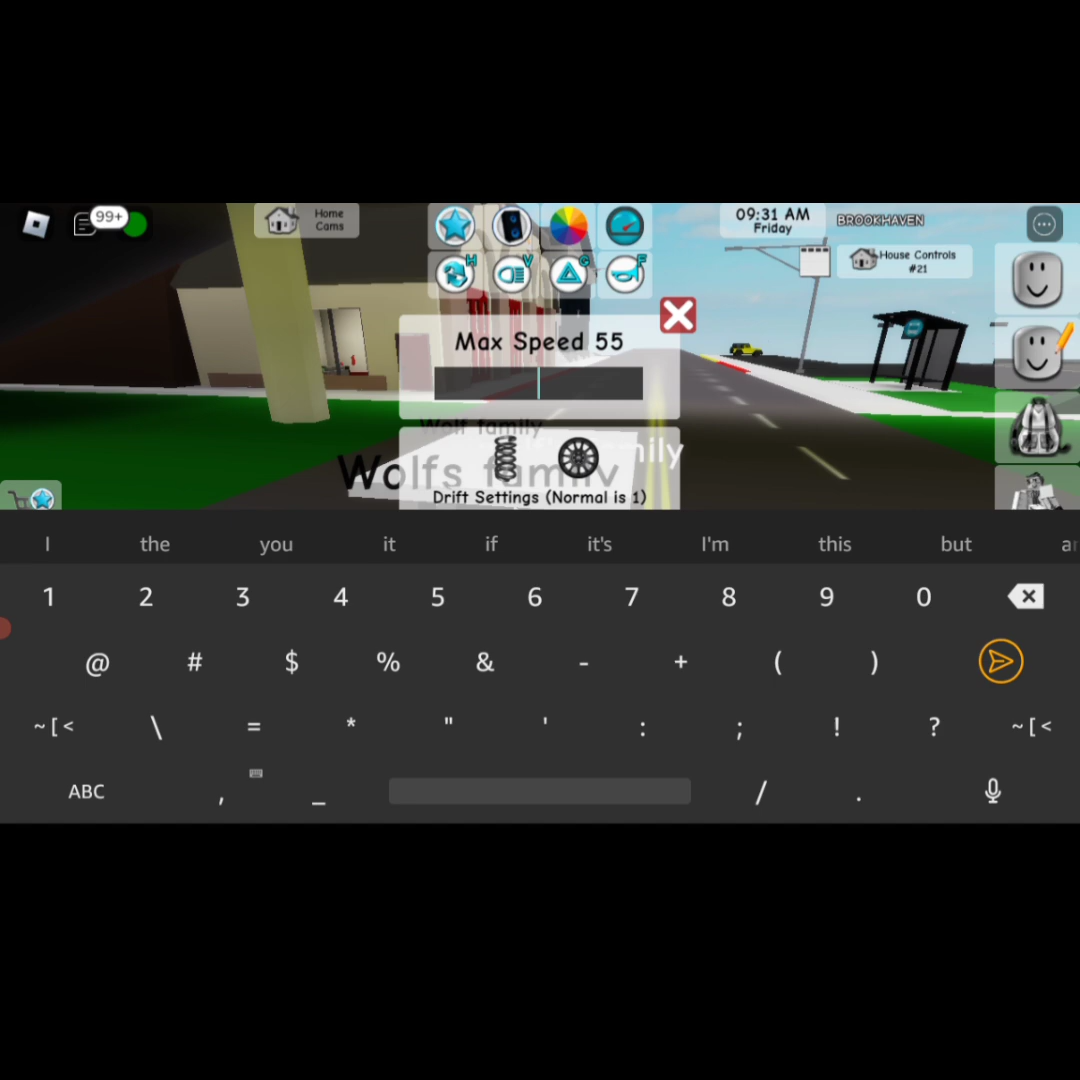 99+
Home
Cams
09:31 AM
Friday
BROOKHAVEN
H
V
G
F
House Controls
#21
Max Speed 55
Wolf family
Wolfs family
Drift Settings (Normal is 1)
I the you it if it's I'm this but
1 2 3 4 5 6 7 8 9 0
@ # $ % & - + ( )
~[< \ = * " ' : ; ! ? ~[<
ABC , _ / .